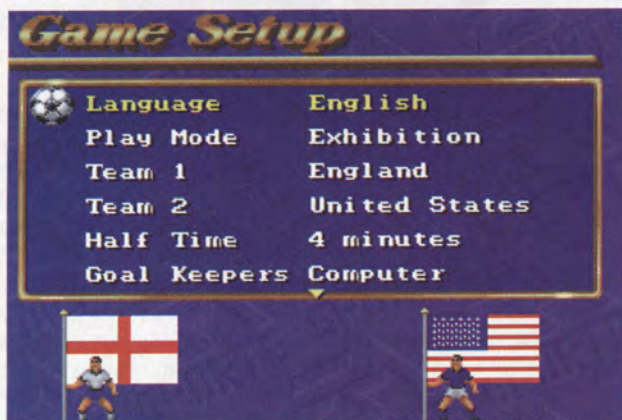 Game Setup
Language English
Play Mode Exhibition
Team 1 England
Team 2 United States
Half Time 4 minutes
Goal Keepers Computer